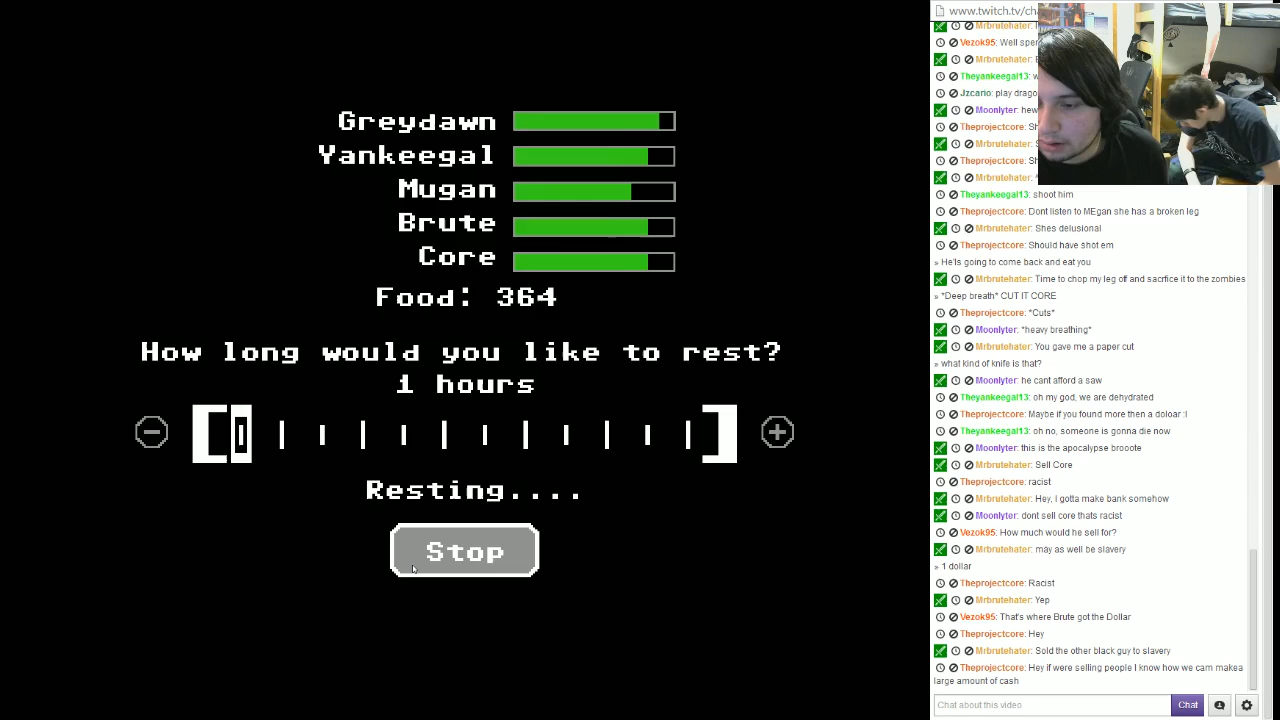 Greydawn
Yankeegal
Mugan
Brute
Core
Food: 364
How long would you like to rest?
1 hours
Resting....
Stop
www.twitch.tv/ch
Mrbrutehater:
Vezok95: Well spe
Mrbrutehater:
Theyankeegal13:
Jzcario: play drago
Moonlyter: hew
Theprojectcore:
Mrbrutehater:
Theprojectcore:
Mrbrutehater:
Theyankeegal13: shoot him
Theprojectcore: Dont listen to MEgan she has a broken leg
Mrbrutehater: Shes delusional
Theprojectcore: Should have shot em
» He'ls going to come back and eat you
Mrbrutehater: Time to chop my leg off and sacrfice it to the zombies
» *Deep breath* CUT IT CORE
Theprojectcore: *Cuts*
Moonlyter: *heavy breathing*
Mrbrutehater: You gave me a paper cut
what kind of knife is that?
Moonlyter: he cant afford a saw
Theyankeegal13: oh my god, we are dehydrated
Theprojectcore: Maybe if you found more then a doloar :l
Theyankeegal13: oh no, someone is gonna die now
Moonlyter: this is the apocalypse brooote
Mrbrutehater: Sell Core
Theprojectcore: racist
Mrbrutehater: Hey, I gotta make bank somehow
Moonlyter: dont sell core thats racist
Vezok95: How much would he sell for?
Mrbrutehater: may as well be slavery
» 1 dollar
Theprojectcore: Racist
Mrbrutehater: Yep
Vezok95: That's where Brute got the Dollar
Theprojectcore: Hey
Mrbrutehater: Sold the other black guy to slavery
Theprojectcore: Hey if were selling people I know how we cam makea
large amount of cash
Chat about this video
Chat